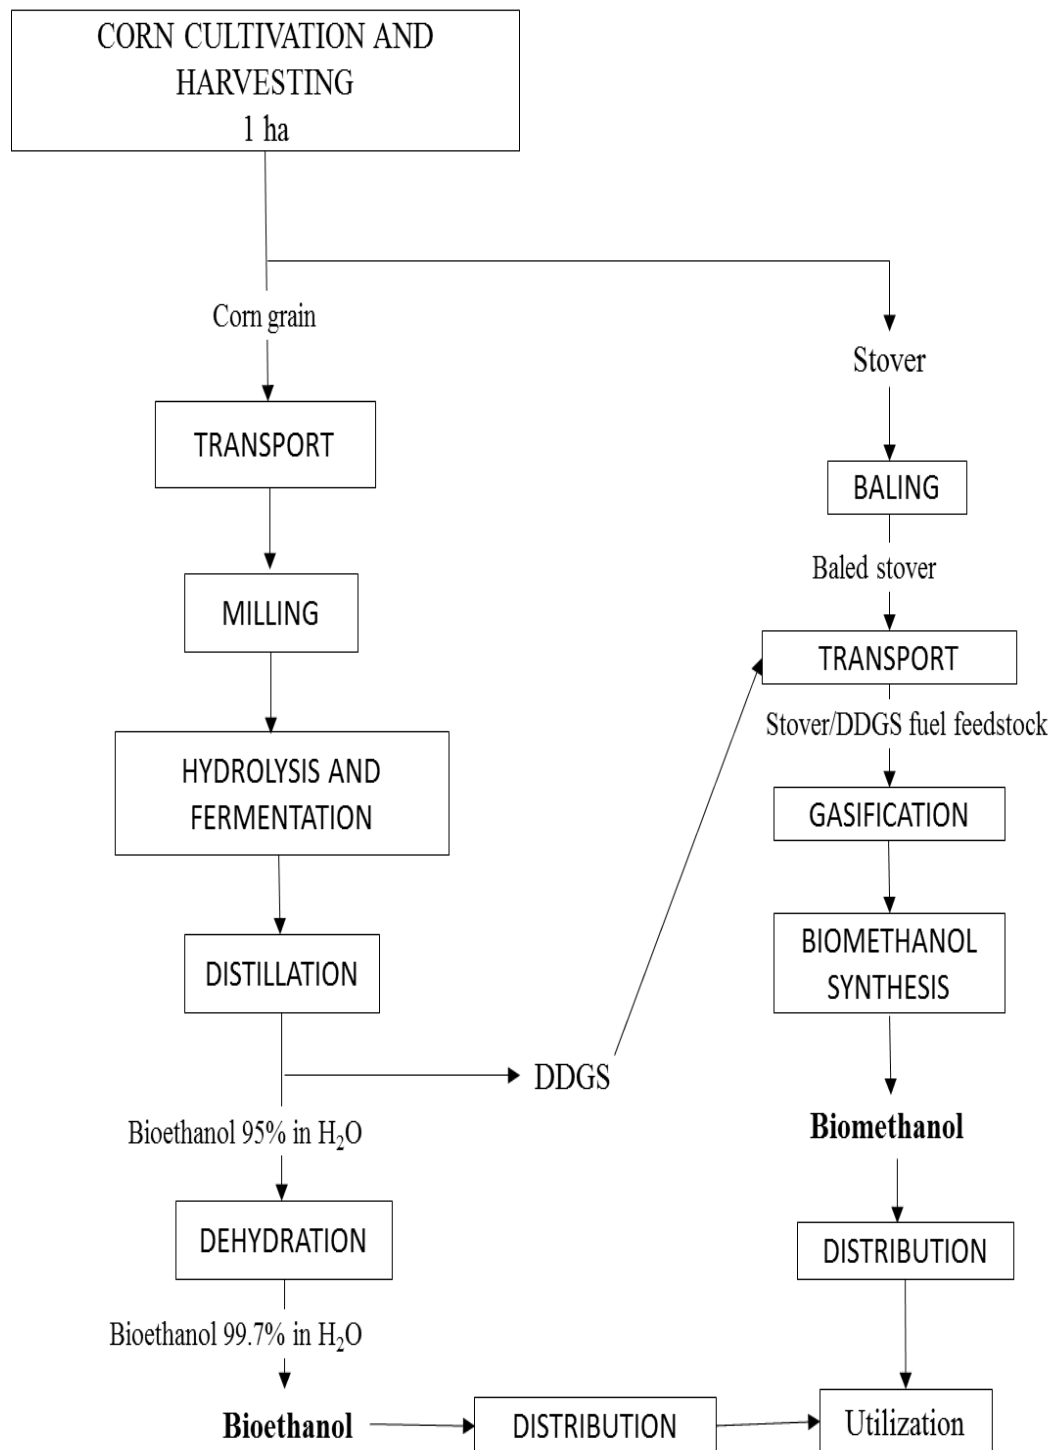 CORN CULTIVATION AND
HARVESTING
1 ha
Corn grain
Stover
TRANSPORT
BALING
Baled stover
MILLING
TRANSPORT
Stover/DDGS fuel feedstock
HYDROLYSIS AND
FERMENTATION
GASIFICATION
DISTILLATION
BIOMETHANOL
SYNTHESIS
DDGS
Bioethanol 95% in H₂O
Biomethanol
DEHYDRATION
DISTRIBUTION
Bioethanol 99.7% in H₂O
Bioethanol
DISTRIBUTION
Utilization